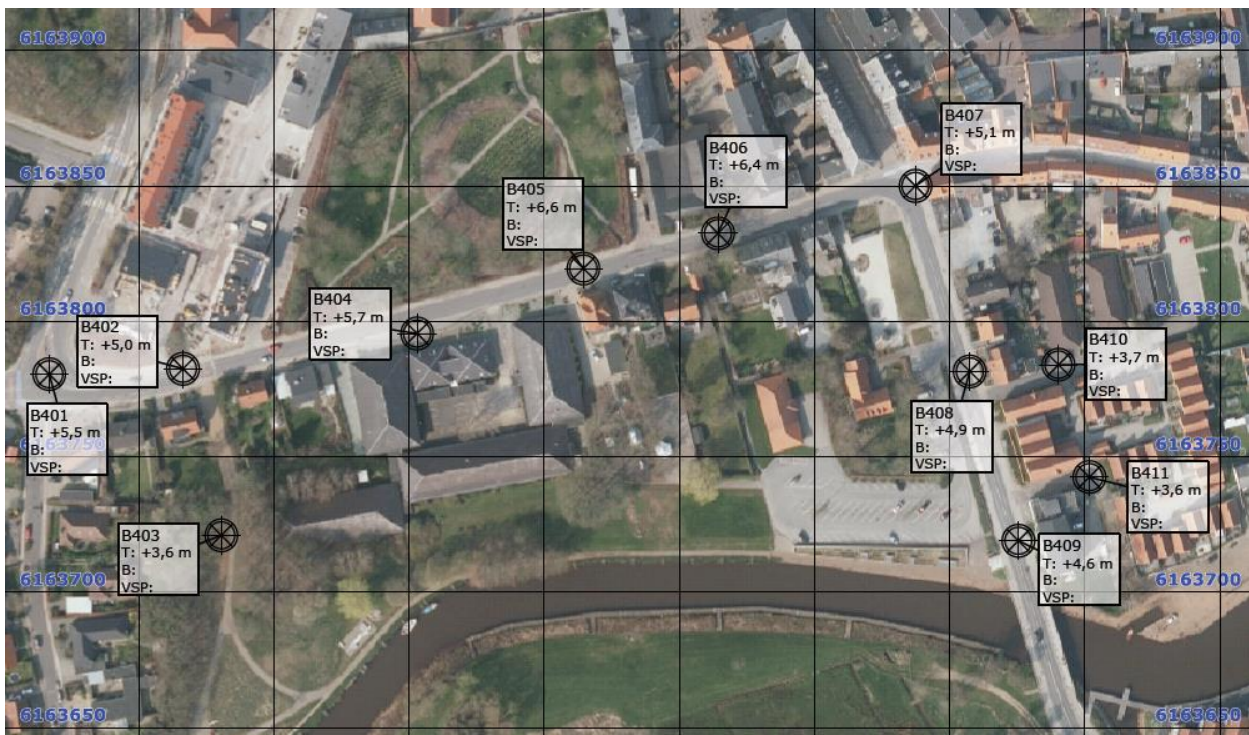 6163900
6163900
B407
T: +5,1 m
B:
VSP:
B406
T: +6,4 m
B:
VSP:
6163850
6163850
B405
T: +6,6 m
B:
VSP:
B404
T: +5,7 m
B:
VSP:
6163800
6163800
B402
T: +5,0 m
B:
VSP:
B410
T: +3,7 m
B:
VSP:
B401
T: +5,5 m
B:
VSP:
B408
T: +4,9 m
B:
VSP:
6163750
6163750
B411
T: +3,6 m
B:
VSP:
B403
T: +3,6 m
B:
VSP:
B409
T: +4,6 m
B:
VSP:
6163700
6163700
6163650
6163650